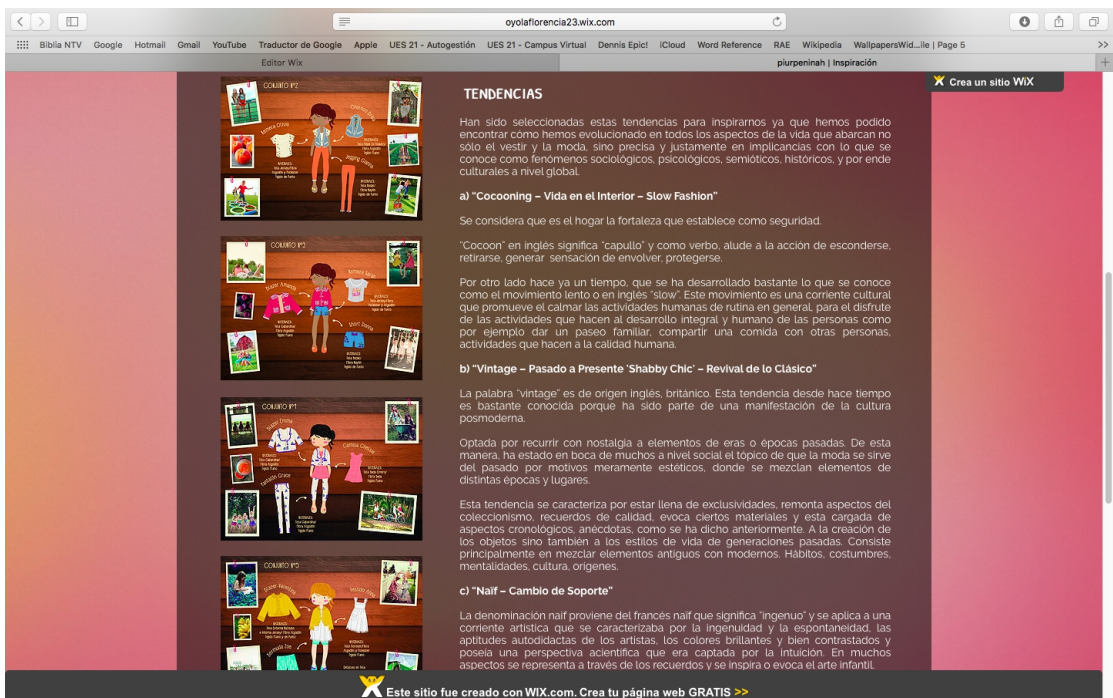 oyolaflorencia23.wix.com
Biblia NTV Google Hotmail Gmail YouTube Traductor de Google Apple UES 21 - Autogestión UES 21 - Campus Virtual Dennis Epic! iCloud Word Reference RAE Wikipedia WallpapersWid...ile | Page 5 >>
Editor Wix piurpeninah | Inspiración
Crea un sitio WiX
CONJUNTO Nº2
CONJUNTO Nº3
CONJUNTO Nº1
CONJUNTO Nº5
TENDENCIAS
Han sido seleccionadas estas tendencias para inspirarnos ya que hemos podido
encontrar cómo hemos evolucionado en todos los aspectos de la vida que abarcan no
sólo el vestir y la moda, sino precisa y justamente en implicancias con lo que se
conoce como fenómenos sociológicos, psicológicos, semióticos, históricos, y por ende
culturales a nivel global.
a) "Cocooning – Vida en el Interior – Slow Fashion"
Se considera que es el hogar la fortaleza que establece como seguridad.
"Cocoon" en inglés significa "capullo" y como verbo, alude a la acción de esconderse,
retirarse, generar sensación de envolver, protegerse.
Por otro lado hace ya un tiempo, que se ha desarrollado bastante lo que se conoce
como el movimiento lento o en inglés "slow". Este movimiento es una corriente cultural
que promueve el calmar las actividades humanas de rutina en general, para el disfrute
de las actividades que hacen al desarrollo integral y humano de las personas como
por ejemplo dar un paseo familiar, compartir una comida con otras personas,
actividades que hacen a la calidad humana.
b) "Vintage – Pasado a Presente 'Shabby Chic' – Revival de lo Clásico"
La palabra "vintage" es de origen inglés, británico. Esta tendencia desde hace tiempo
es bastante conocida porque ha sido parte de una manifestación de la cultura
posmoderna.
Optada por recurrir con nostalgia a elementos de eras o épocas pasadas. De esta
manera, ha estado en boca de muchos a nivel social el tópico de que la moda se sirve
del pasado por motivos meramente estéticos, donde se mezclan elementos de
distintas épocas y lugares.
Esta tendencia se caracteriza por estar llena de exclusividades, remonta aspectos del
coleccionismo, recuerdos de calidad, evoca ciertos materiales y esta cargada de
aspectos cronológicos, anécdotas, como se ha dicho anteriormente. A la creación de
los objetos sino también a los estilos de vida de generaciones pasadas. Consiste
principalmente en mezclar elementos antiguos con modernos. Hábitos, costumbres,
mentalidades, cultura, orígenes.
c) "Naïf – Cambio de Soporte"
La denominación naif proviene del francés naïf que significa "ingenuo" y se aplica a una
corriente artística que se caracterizaba por la ingenuidad y la espontaneidad, las
aptitudes autodidactas de los artistas, los colores brillantes y bien contrastados y
poseía una perspectiva acientífica que era captada por la intuición. En muchos
aspectos se representa a través de los recuerdos y se inspira o evoca el arte infantil.
Este sitio fue creado con WIX.com. Crea tu página web GRATIS >>